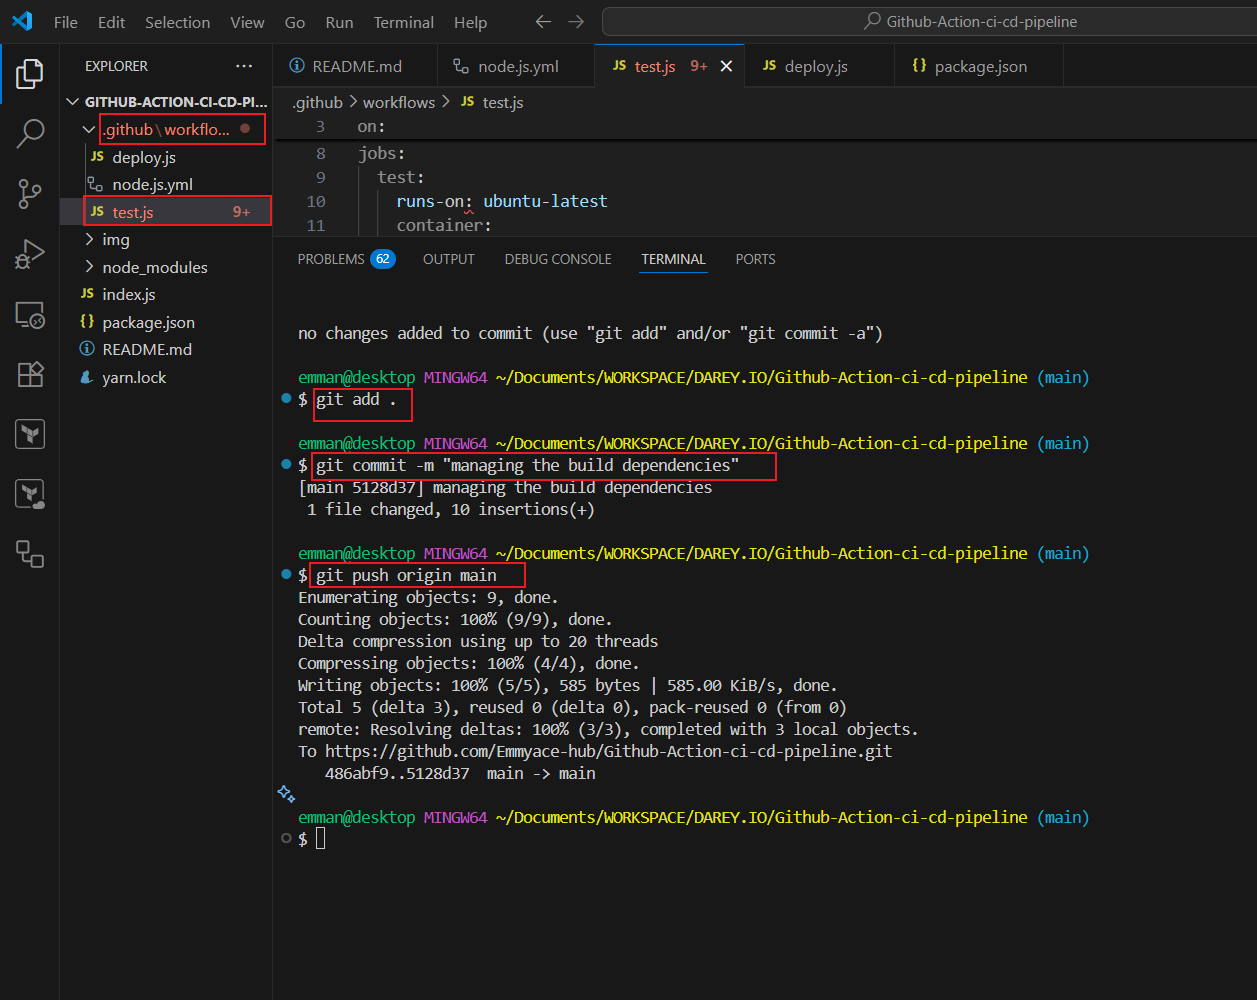 File Edit Selection View Go Run Terminal Help
Github-Action-ci-cd-pipeline
EXPLORER
GITHUB-ACTION-CI-CD-PI...
.github\workflo...
JS deploy.js
node.js.yml
JS test.js 9+
img
node_modules
JS index.js
{} package.json
README.md
yarn.lock
README.md
node.js.yml
JS test.js 9+
JS deploy.js
{} package.json
.github > workflows > JS test.js
3 on:
8 jobs:
9 test:
10 runs-on: ubuntu-latest
11 container:
PROBLEMS 62 OUTPUT DEBUG CONSOLE TERMINAL PORTS
no changes added to commit (use "git add" and/or "git commit -a")
emman@desktop MINGW64 ~/Documents/WORKSPACE/DAREY.IO/Github-Action-ci-cd-pipeline (main)
$ git add .
emman@desktop MINGW64 ~/Documents/WORKSPACE/DAREY.IO/Github-Action-ci-cd-pipeline (main)
$ git commit -m "managing the build dependencies"
[main 5128d37] managing the build dependencies
1 file changed, 10 insertions(+)
emman@desktop MINGW64 ~/Documents/WORKSPACE/DAREY.IO/Github-Action-ci-cd-pipeline (main)
$ git push origin main
Enumerating objects: 9, done.
Counting objects: 100% (9/9), done.
Delta compression using up to 20 threads
Compressing objects: 100% (4/4), done.
Writing objects: 100% (5/5), 585 bytes | 585.00 KiB/s, done.
Total 5 (delta 3), reused 0 (delta 0), pack-reused 0 (from 0)
remote: Resolving deltas: 100% (3/3), completed with 3 local objects.
To https://github.com/Emmyace-hub/Github-Action-ci-cd-pipeline.git
486abf9..5128d37 main -> main
emman@desktop MINGW64 ~/Documents/WORKSPACE/DAREY.IO/Github-Action-ci-cd-pipeline (main)
$